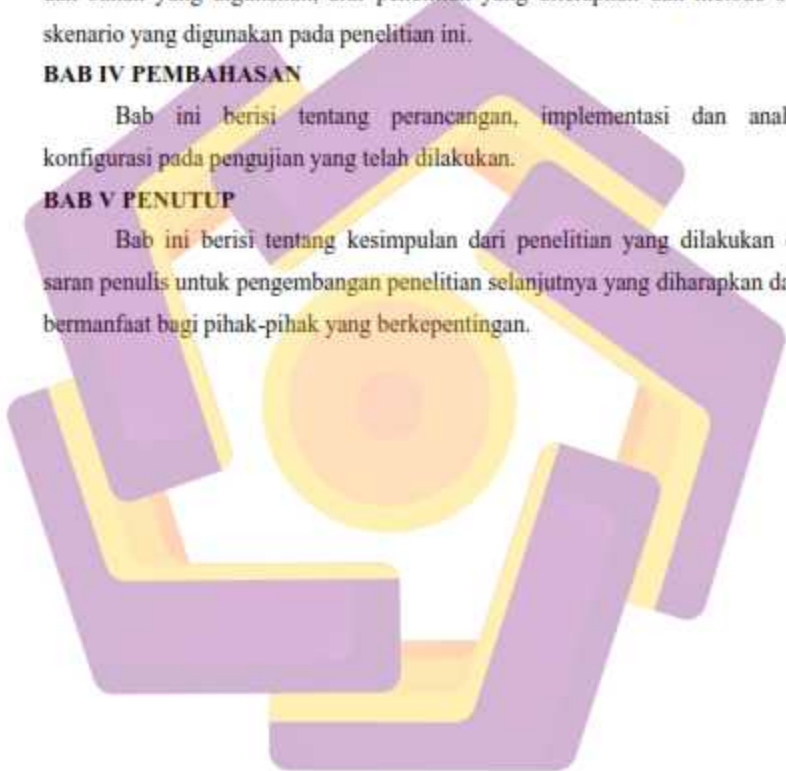 skenario yang digunakan pada penelitian ini.
BAB IV PEMBAHASAN
Bab ini berisi tentang perancangan, implementasi dan
konfigurasi pada pengujian yang telah dilakukan.
BAB V PENUTUP
Bab ini berisi tentang kesimpulan dari penelitian yang dilakukan
saran penulis untuk pengembangan penelitian selanjutnya yang diharapkan
bermanfaat bagi pihak-pihak yang berkepentingan.